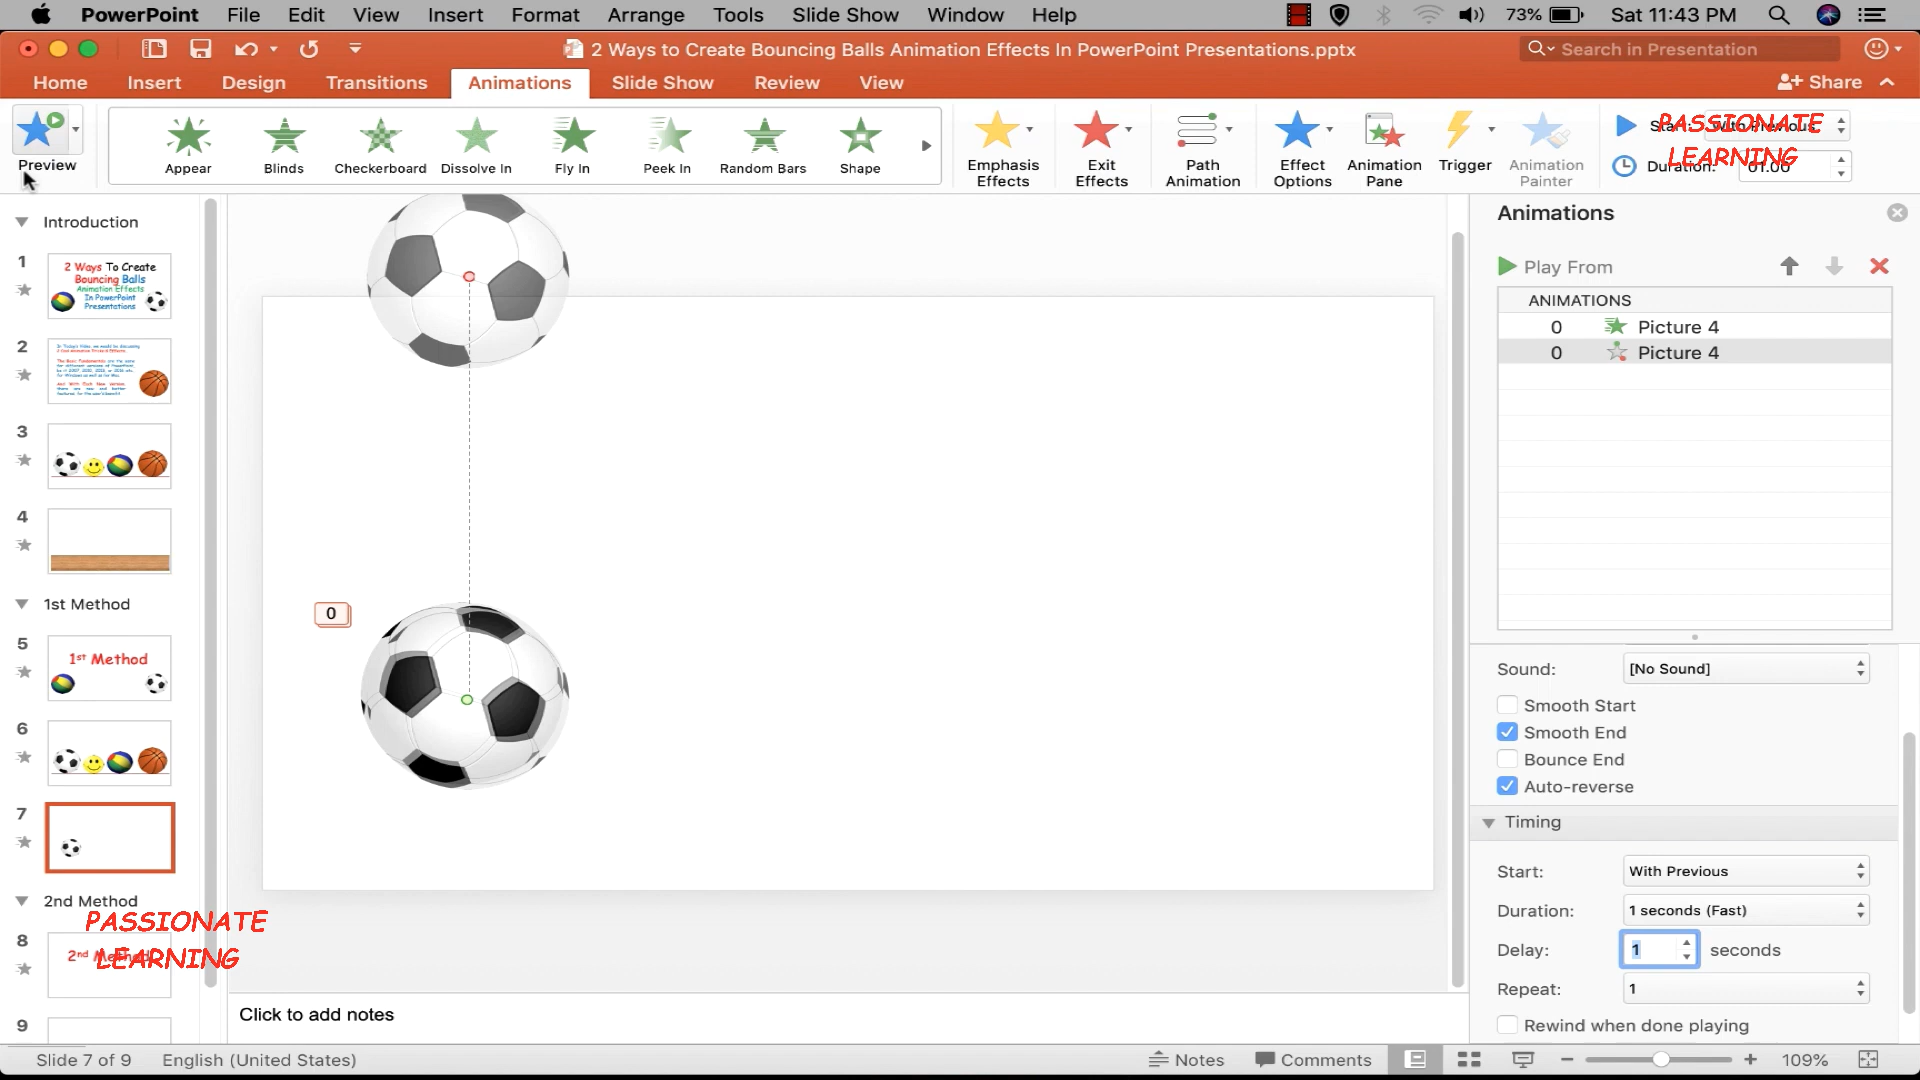 PowerPoint File Edit View Insert Format Arrange Tools Slide Show Window Help 73% Sat 11:43 PM
2 Ways to Create Bouncing Balls Animation Effects In PowerPoint Presentations.pptx Search in Presentation
Home Insert Design Transitions Animations Slide Show Review View Share
Preview
Appear Blinds Checkerboard Dissolve In Fly In Peek In Random Bars Shape
Emphasis Effects
Exit Effects
Path Animation
Effect Options
Animation Pane
Trigger
Animation Painter
Start: With Previous
Duration: 01.00
PASSIONATE
LEARNING
Introduction
1
2 Ways To Create
Bouncing Balls
Animation Effects
In PowerPoint
Presentations
2
3
4
1st Method
5
1st Method
6
7
2nd Method
PASSIONATE
LEARNING
8
2nd Method
9
0
Click to add notes
Animations
Play From
ANIMATIONS
0 Picture 4
0 Picture 4
Sound: [No Sound]
Smooth Start
Smooth End
Bounce End
Auto-reverse
Timing
Start: With Previous
Duration: 1 seconds (Fast)
Delay: 1 seconds
Repeat: 1
Rewind when done playing
Slide 7 of 9 English (United States) Notes Comments 109%